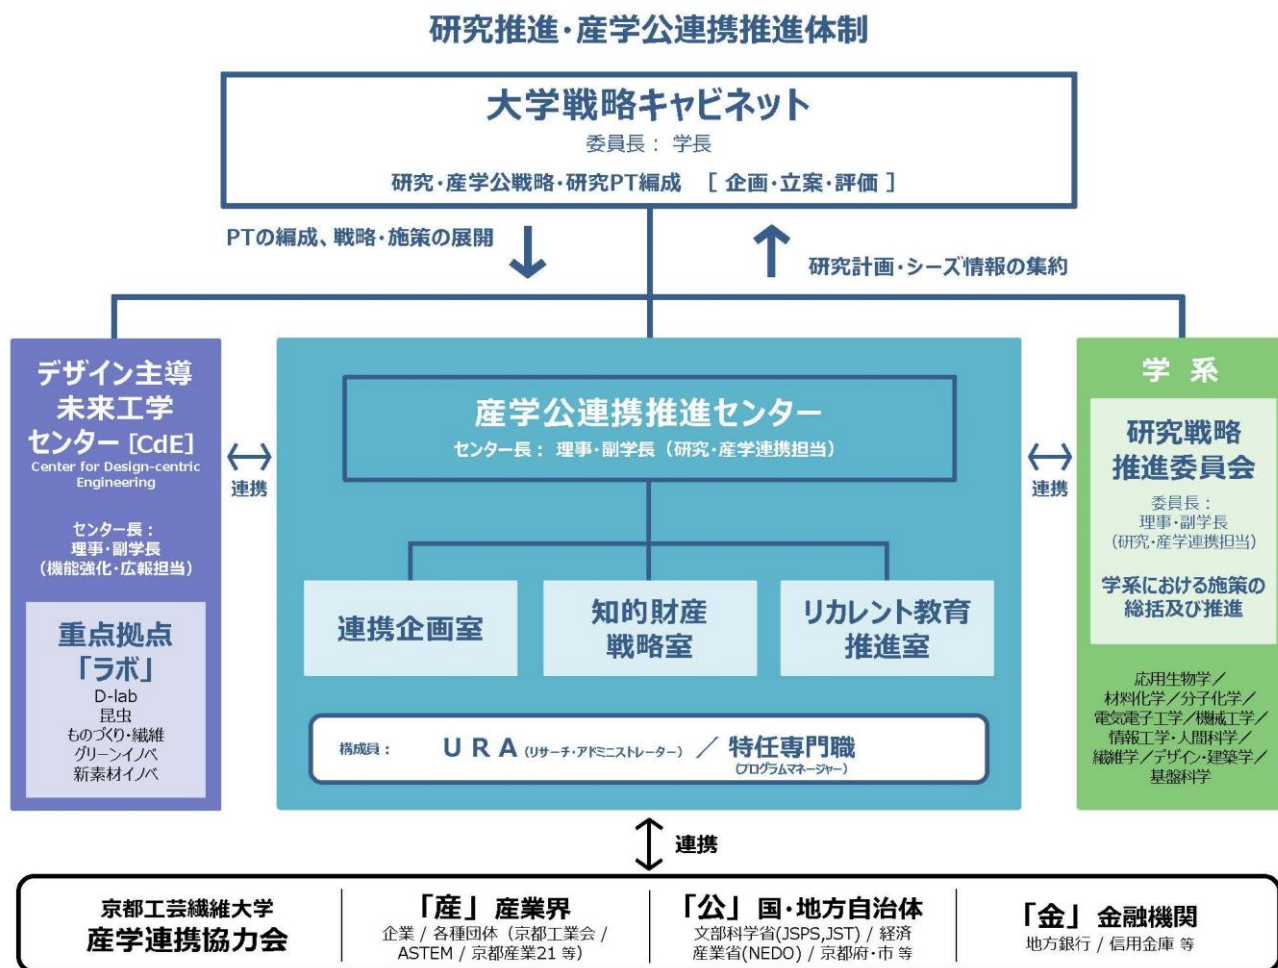 研究推進・産学公連携推進体制
大学戦略キャビネット
委員長： 学長
研究・産学公戦略・研究PT編成 [ 企画・立案・評価 ]
PTの編成、戦略・施策の展開
研究計画・シーズ情報の集約
デザイン主導
未来工学
センター [CdE]
Center for Design-centric
Engineering
センター長：
理事・副学長
（機能強化・広報担当）
重点拠点
「ラボ」
D-lab
昆虫
ものづくり・繊維
グリーンイノベ
新素材イノベ
連携
産学公連携推進センター
センター長： 理事・副学長（研究・産学連携担当）
連携企画室
知的財産
戦略室
リカレント教育
推進室
構成員： URA（リサーチ・アドミニストレーター） ／ 特任専門職
（プログラムマネージャー）
連携
学 系
研究戦略
推進委員会
委員長：
理事・副学長
（研究・産学連携担当）
学系における施策の
総括及び推進
応用生物学／
材料化学／分子化学／
電気電子工学／機械工学／
情報工学・人間科学／
繊維学／デザイン・建築学／
基盤科学
連携
京都工芸繊維大学
産学連携協力会
「産」産業界
企業 / 各種団体（京都工業会 /
ASTEM / 京都産業21 等）
「公」国・地方自治体
文部科学省(JSPS,JST) / 経済
産業省(NEDO) / 京都府・市 等
「金」金融機関
地方銀行 / 信用金庫 等